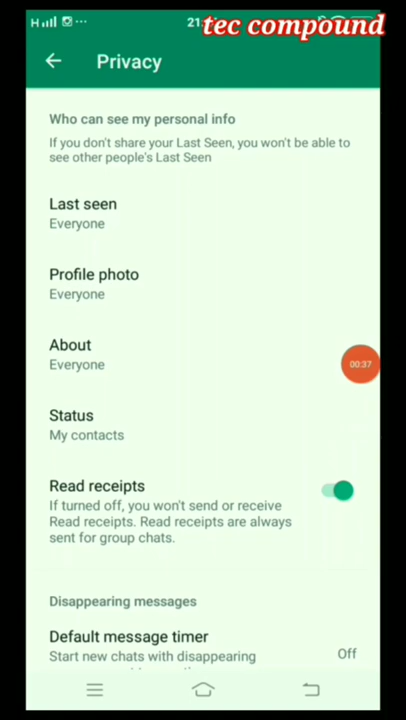 tec compound
Privacy
Who can see my personal info
If you don't share your Last Seen, you won't be able to
see other people's Last Seen
Last seen
Everyone
Profile photo
Everyone
About
Everyone
00:37
Status
My contacts
Read receipts
If turned off, you won't send or receive
Read receipts. Read receipts are always
sent for group chats.
Disappearing messages
Default message timer
Start new chats with disappearing
Off